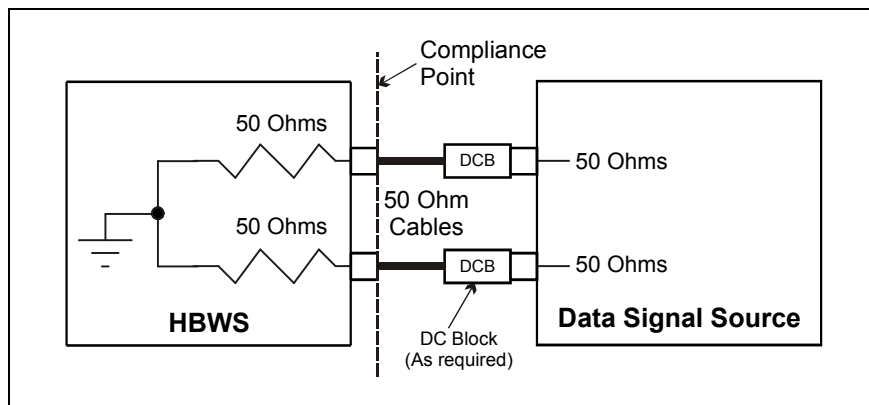 Compliance
Point
50 Ohms
DCB
50 Ohms
50 Ohm
Cables
50 Ohms
DCB
50 Ohms
HBWS
DC Block
(As required)
Data Signal Source